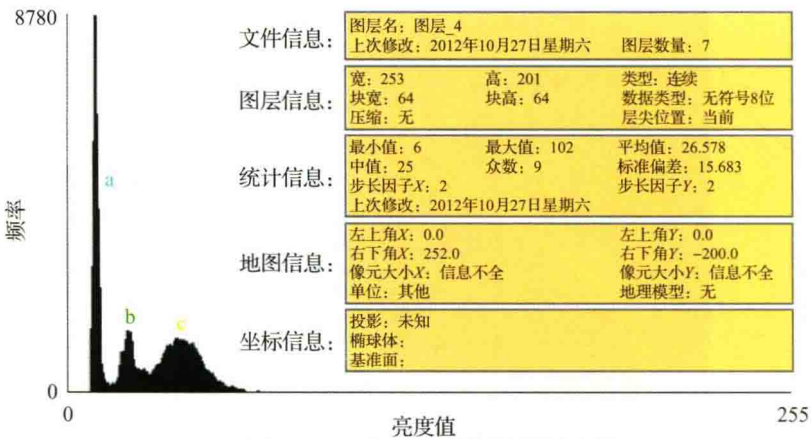 8780
频率
0
0
255
亮度值
a
b
c
文件信息：
图层名：图层_4
上次修改：2012年10月27日星期六 图层数量：7
图层信息：
宽：253 高：201 类型：连续
块宽：64 块高：64 数据类型：无符号8位
压缩：无 层尖位置：当前
统计信息：
最小值：6 最大值：102 平均值：26.578
中值：25 众数：9 标准偏差：15.683
步长因子X：2 步长因子Y：2
上次修改：2012年10月27日星期六
地图信息：
左上角X：0.0 左上角Y：0.0
右下角X：252.0 右下角Y：-200.0
像元大小X：信息不全 像元大小Y：信息不全
单位：其他 地理模型：无
坐标信息：
投影：未知
椭球体：
基准面：